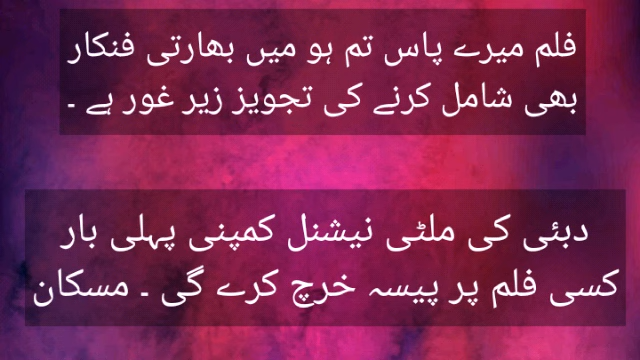 فلم میرے پاس تم ہو میں بھارتی فنکار
بھی شامل کرنے کی تجویز زیر غور ہے ۔
دبئی کی ملٹی نیشنل کمپنی پہلی بار
کسی فلم پر پیسہ خرچ کرے گی ۔ مسکان